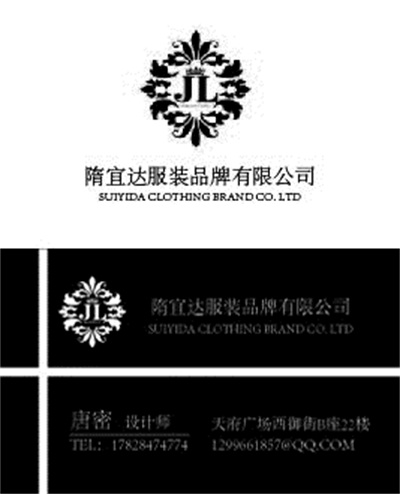 JL
隋宜达服装品牌有限公司
SUIYIDA CLOTHING BRAND CO. LTD
JL
隋宜达服装品牌有限公司
SUIYIDA CLOTHING BRAND CO. LTD
唐密 设计师
TEL: 17828474774
天府广场西御街B座22楼
1299661857@QQ.COM